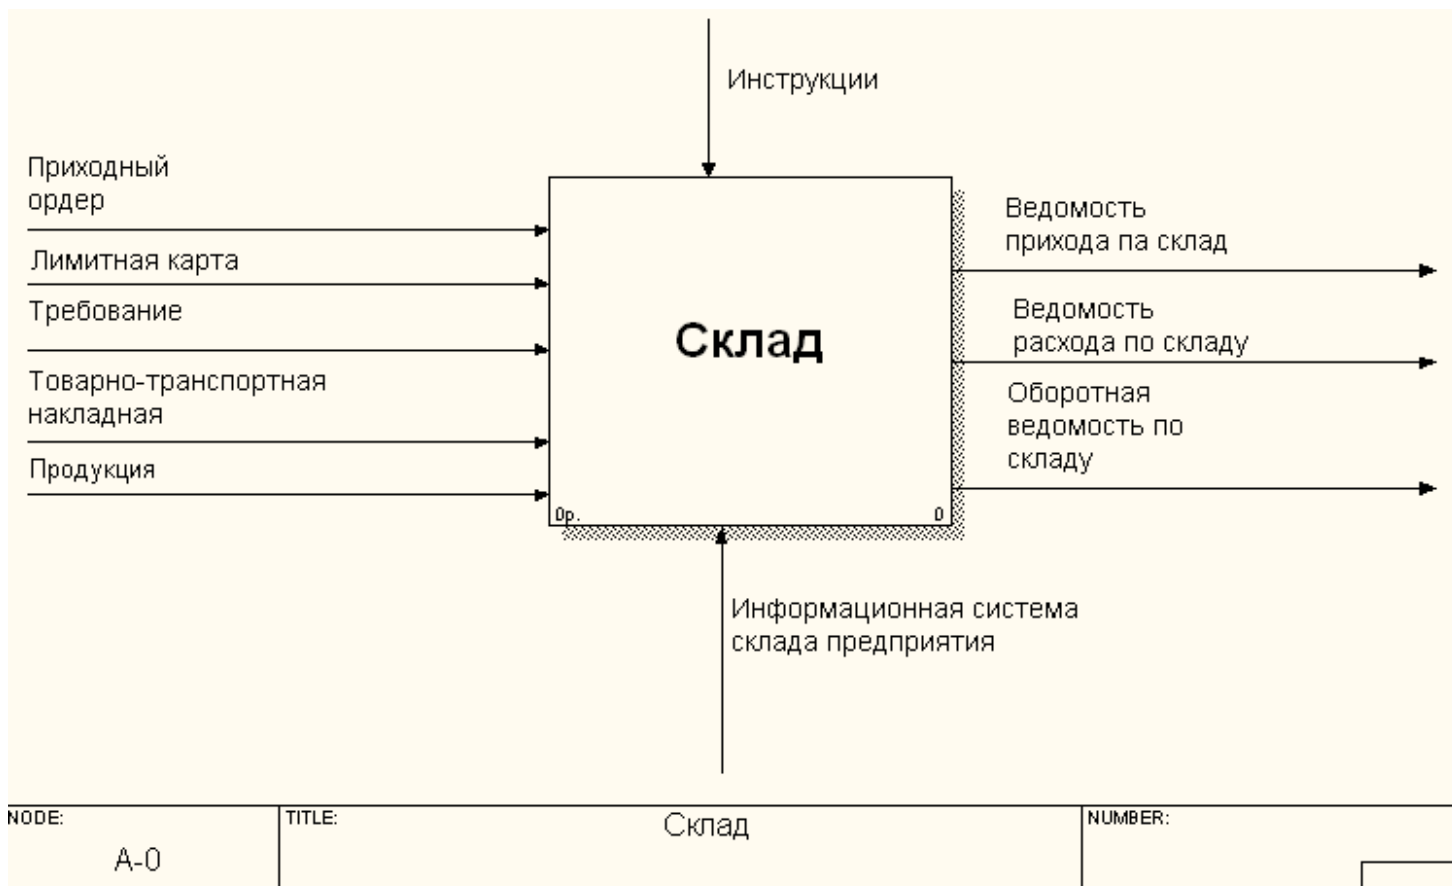 Инструкции
Приходный
ордер
Лимитная карта
Требование
Товарно-транспортная
накладная
Продукция
Склад
0р.
0
Ведомость
прихода па склад
Ведомость
расхода по складу
Оборотная
ведомость по
складу
Информационная система
склада предприятия
NODE:
A-0
TITLE:
Склад
NUMBER: